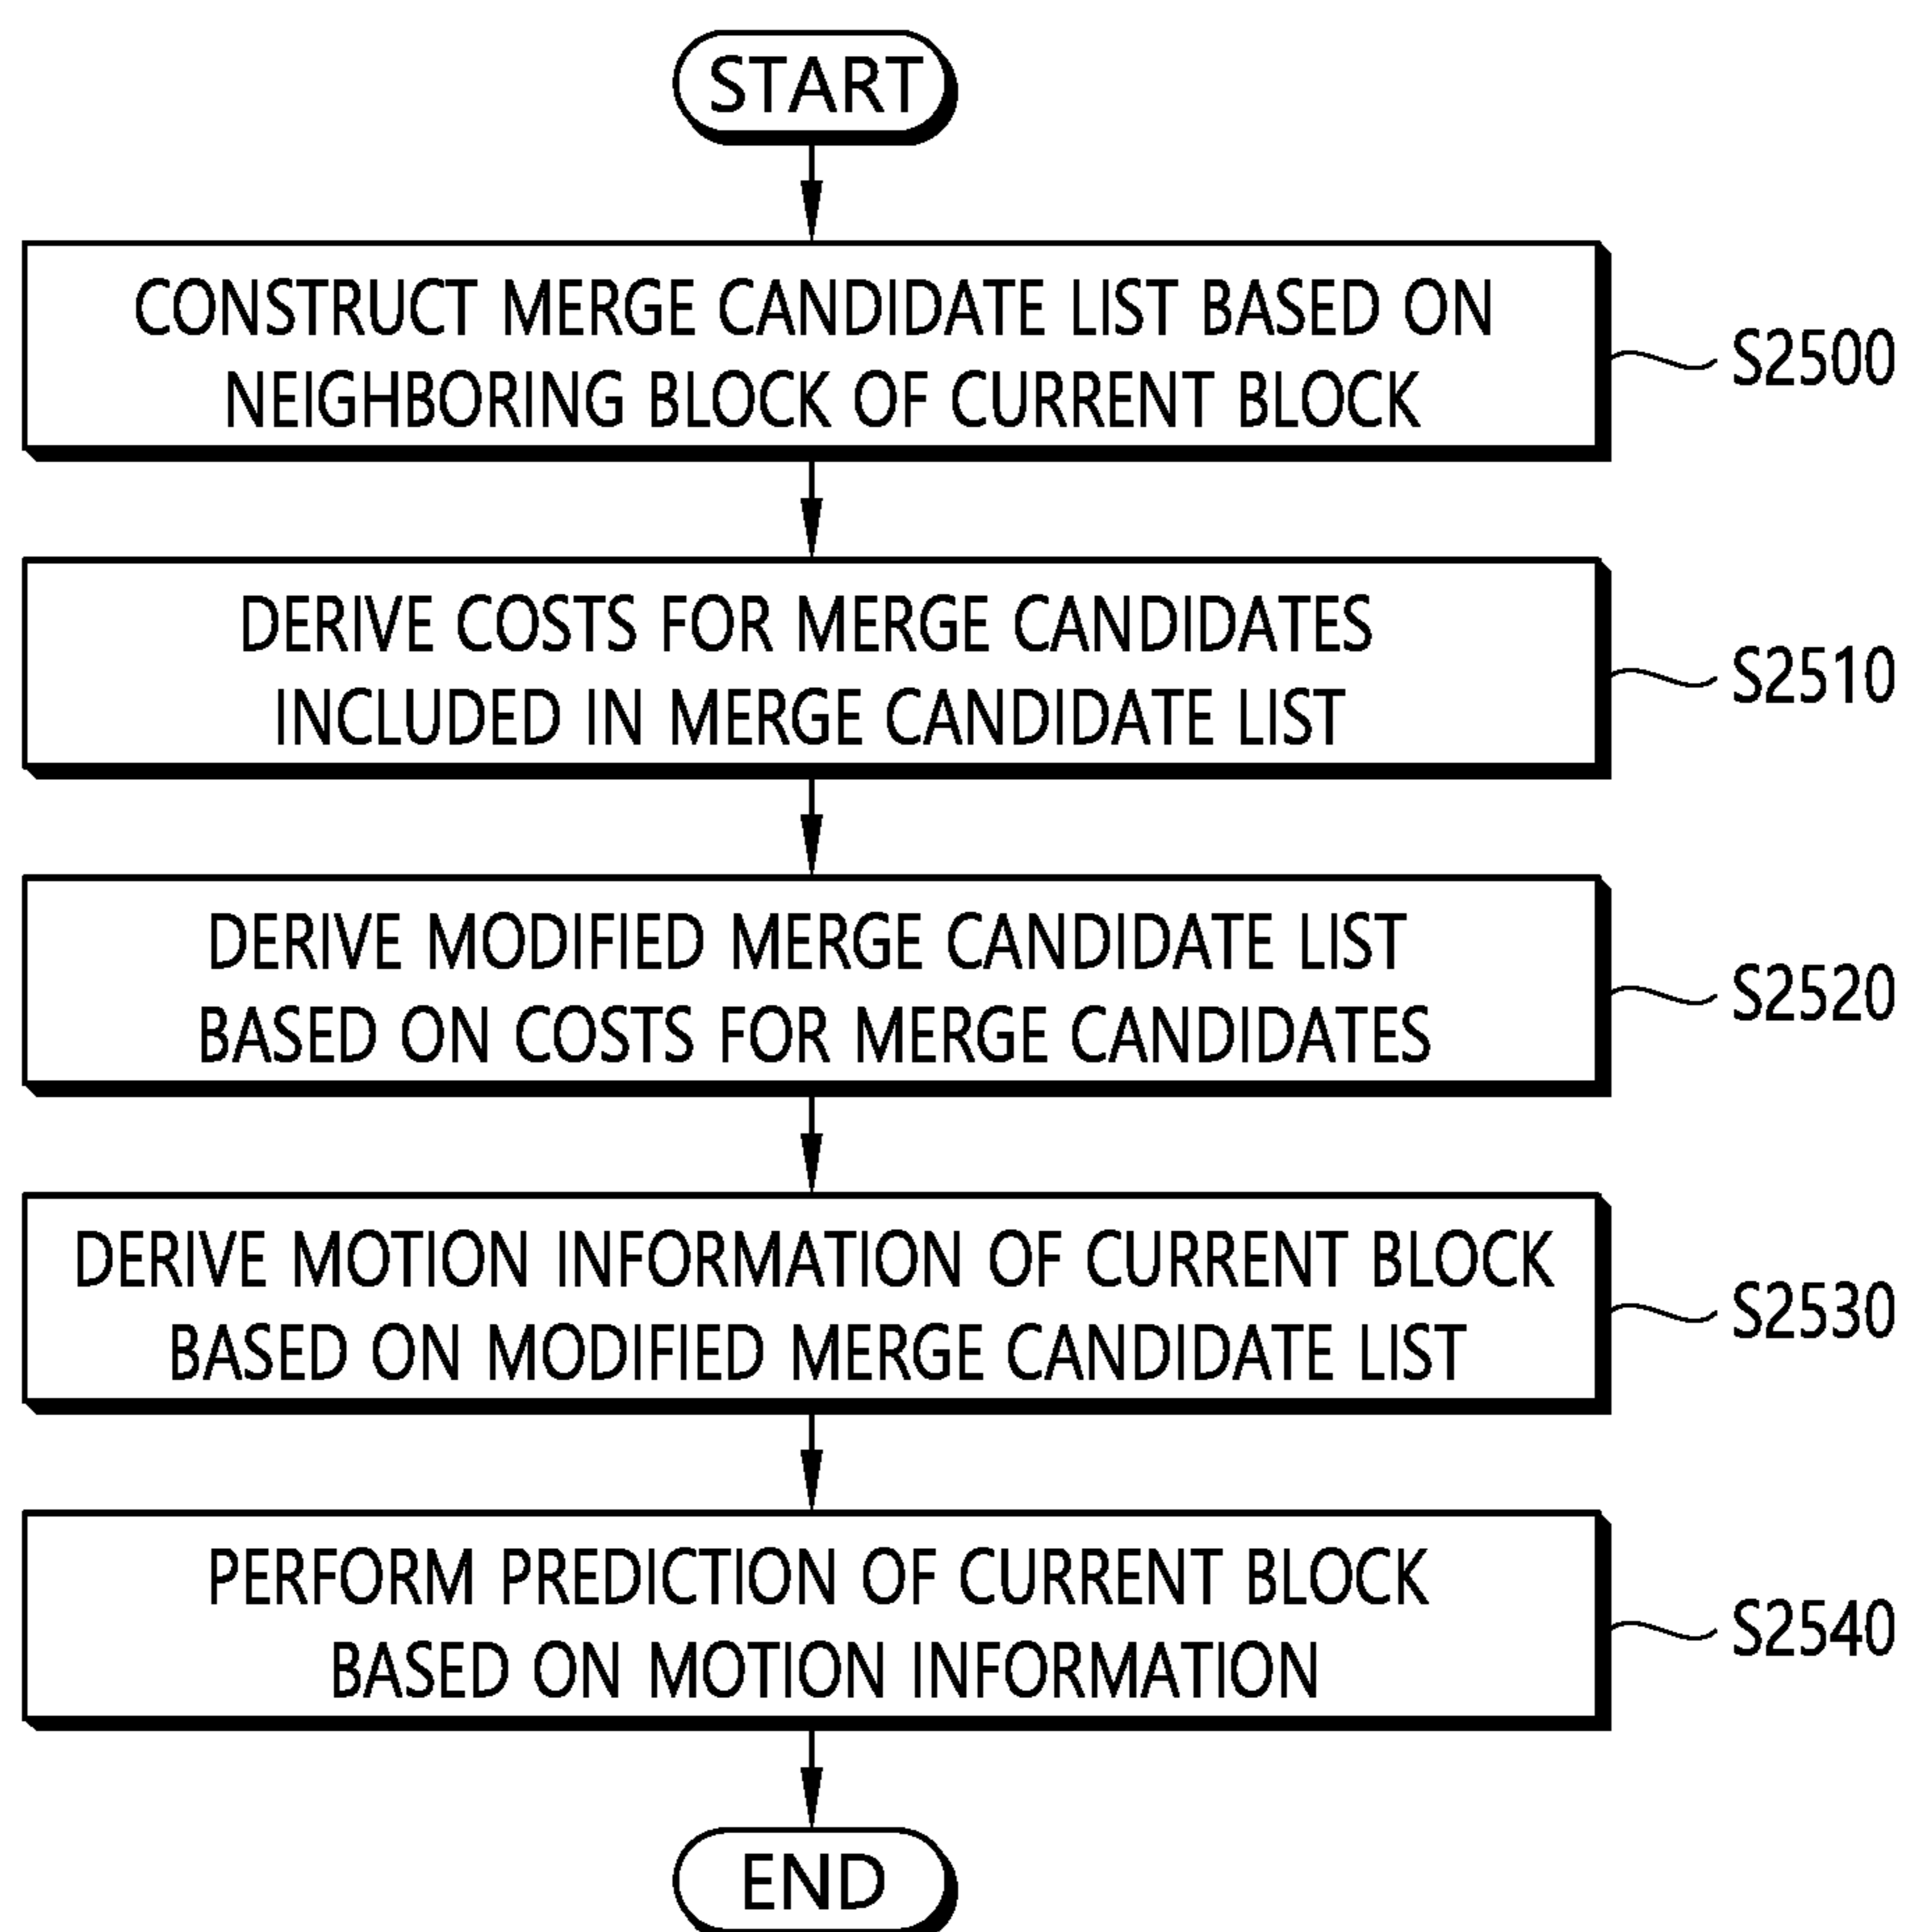 START
CONSTRUCT MERGE CANDIDATE LIST BASED ON
NEIGHBORING BLOCK OF CURRENT BLOCK
S2500
DERIVE COSTS FOR MERGE CANDIDATES
INCLUDED IN MERGE CANDIDATE LIST
S2510
DERIVE MODIFIED MERGE CANDIDATE LIST
BASED ON COSTS FOR MERGE CANDIDATES
S2520
DERIVE MOTION INFORMATION OF CURRENT BLOCK
BASED ON MODIFIED MERGE CANDIDATE LIST
S2530
PERFORM PREDICTION OF CURRENT BLOCK
BASED ON MOTION INFORMATION
S2540
END